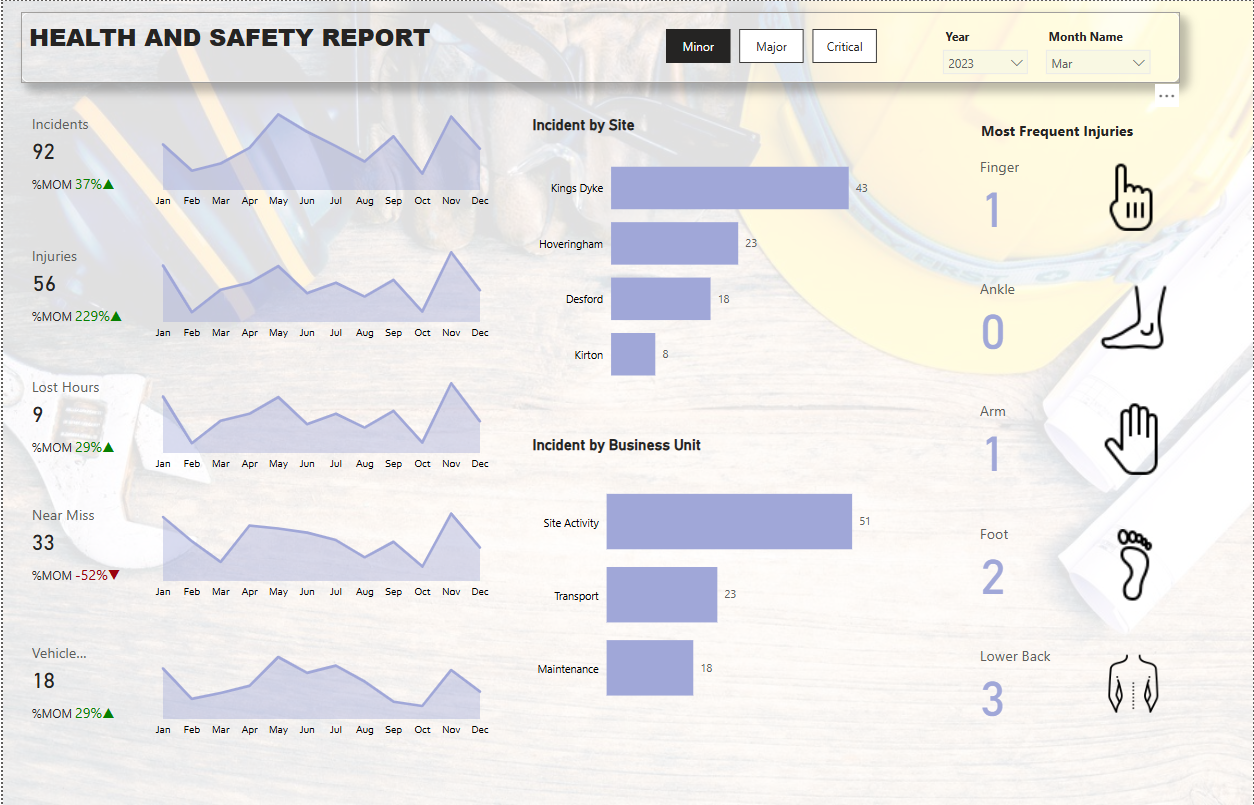 HEALTH AND SAFETY REPORT
Minor
Major
Critical
Year
2023
Month Name
Mar
Incidents
92
%MOM 37%▲
Jan Feb Mar Apr May Jun Jul Aug Sep Oct Nov Dec
Injuries
56
%MOM 229%▲
Jan Feb Mar Apr May Jun Jul Aug Sep Oct Nov Dec
Lost Hours
9
%MOM 29%▲
Jan Feb Mar Apr May Jun Jul Aug Sep Oct Nov Dec
Near Miss
33
%MOM -52%▼
Jan Feb Mar Apr May Jun Jul Aug Sep Oct Nov Dec
Vehicle...
18
%MOM 29%▲
Jan Feb Mar Apr May Jun Jul Aug Sep Oct Nov Dec
Incident by Site
Kings Dyke 43
Hoveringham 23
Desford 18
Kirton 8
Incident by Business Unit
Site Activity 51
Transport 23
Maintenance 18
Most Frequent Injuries
Finger
1
Ankle
0
Arm
1
Foot
2
Lower Back
3